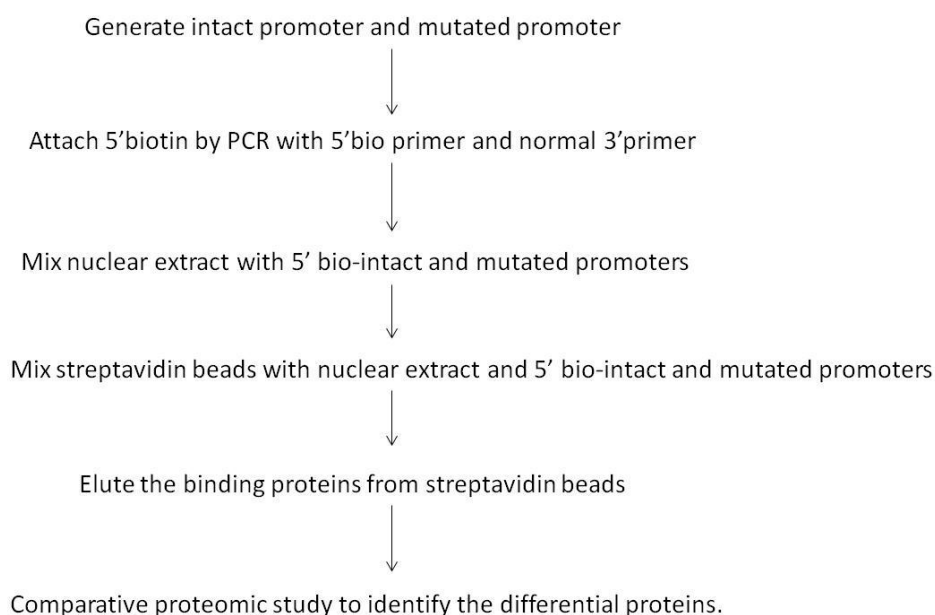 Generate intact promoter and mutated promoter
Attach 5’biotin by PCR with 5’bio primer and normal 3’primer
Mix nuclear extract with 5’ bio-intact and mutated promoters
Mix streptavidin beads with nuclear extract and 5’ bio-intact and mutated promoters
Elute the binding proteins from streptavidin beads
Comparative proteomic study to identify the differential proteins.